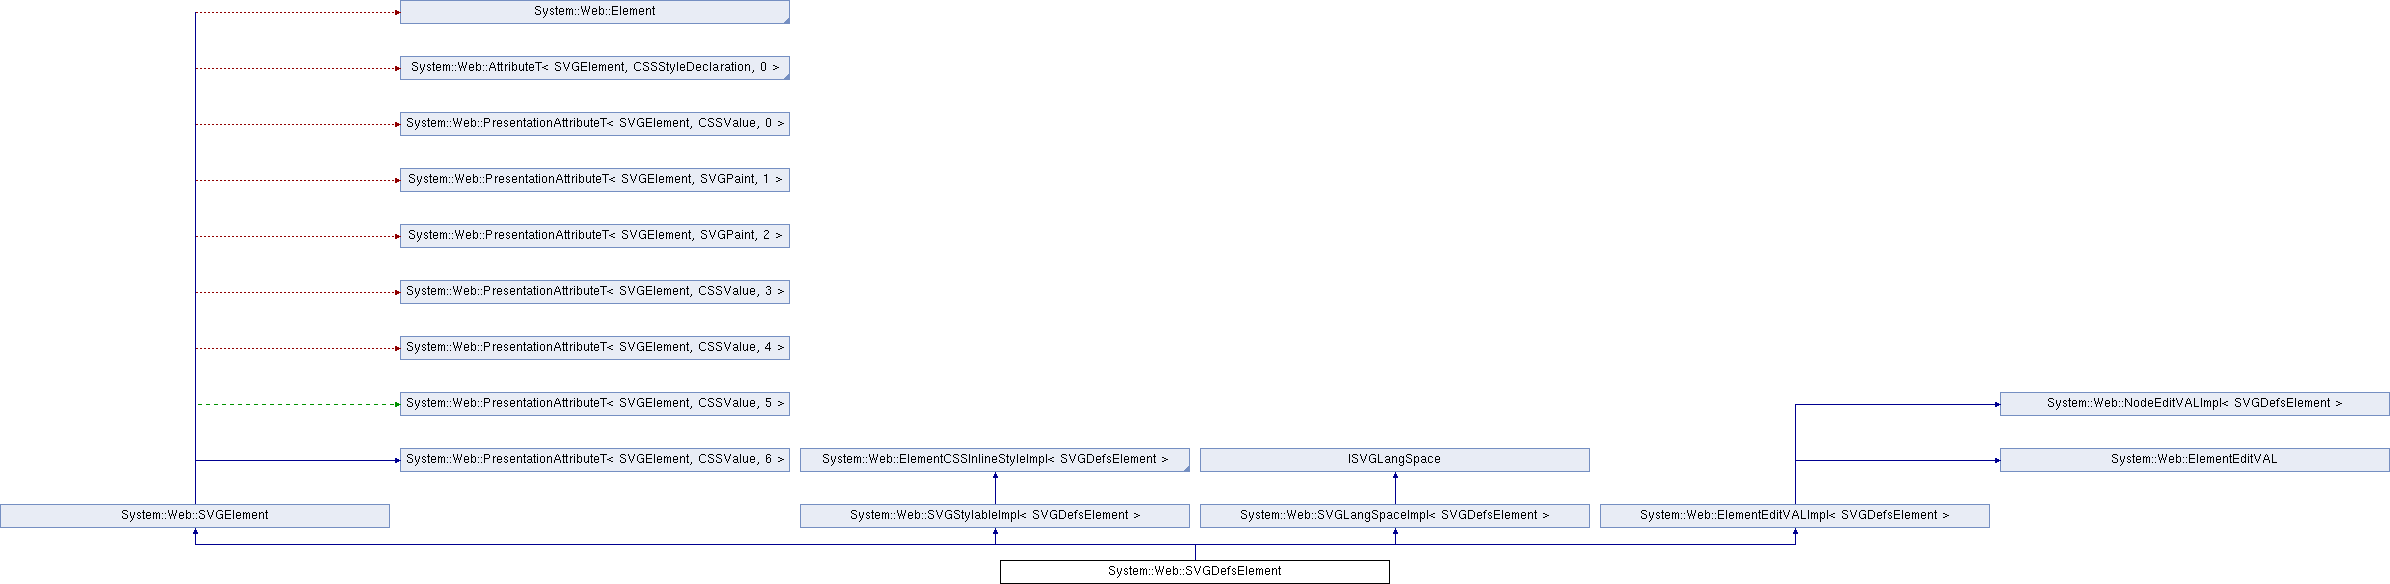 System::Web::Element
System::Web::AttributeT< SVGElement, CSSStyleDeclaration, 0 >
System::Web::PresentationAttributeT< SVGElement, CSSValue, 0 >
System::Web::PresentationAttributeT< SVGElement, SVGPaint, 1 >
System::Web::PresentationAttributeT< SVGElement, SVGPaint, 2 >
System::Web::PresentationAttributeT< SVGElement, CSSValue, 3 >
System::Web::PresentationAttributeT< SVGElement, CSSValue, 4 >
System::Web::PresentationAttributeT< SVGElement, CSSValue, 5 >
System::Web::NodeEditVALImpl< SVGDefsElement >
System::Web::PresentationAttributeT< SVGElement, CSSValue, 6 >
System::Web::ElementCSSInlineStyleImpl< SVGDefsElement >
ISVGLangSpace
System::Web::ElementEditVAL
System::Web::SVGElement
System::Web::SVGStylableImpl< SVGDefsElement >
System::Web::SVGLangSpaceImpl< SVGDefsElement >
System::Web::ElementEditVALImpl< SVGDefsElement >
System::Web::SVGDefsElement